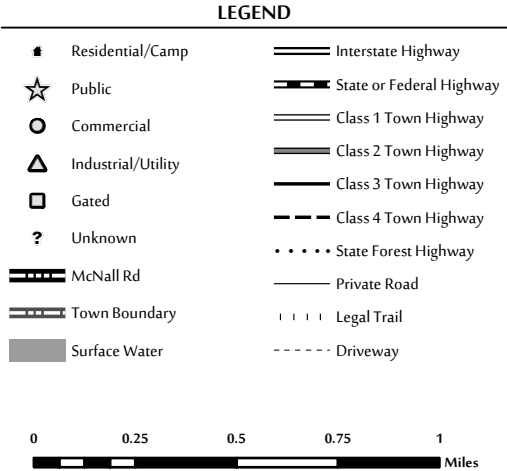 LEGEND
Residential/Camp
Public
Commercial
Industrial/Utility
Gated
? Unknown
McNall Rd
Town Boundary
Surface Water
Interstate Highway
State or Federal Highway
Class 1 Town Highway
Class 2 Town Highway
Class 3 Town Highway
Class 4 Town Highway
State Forest Highway
Private Road
Legal Trail
Driveway
0 0.25 0.5 0.75 1
Miles